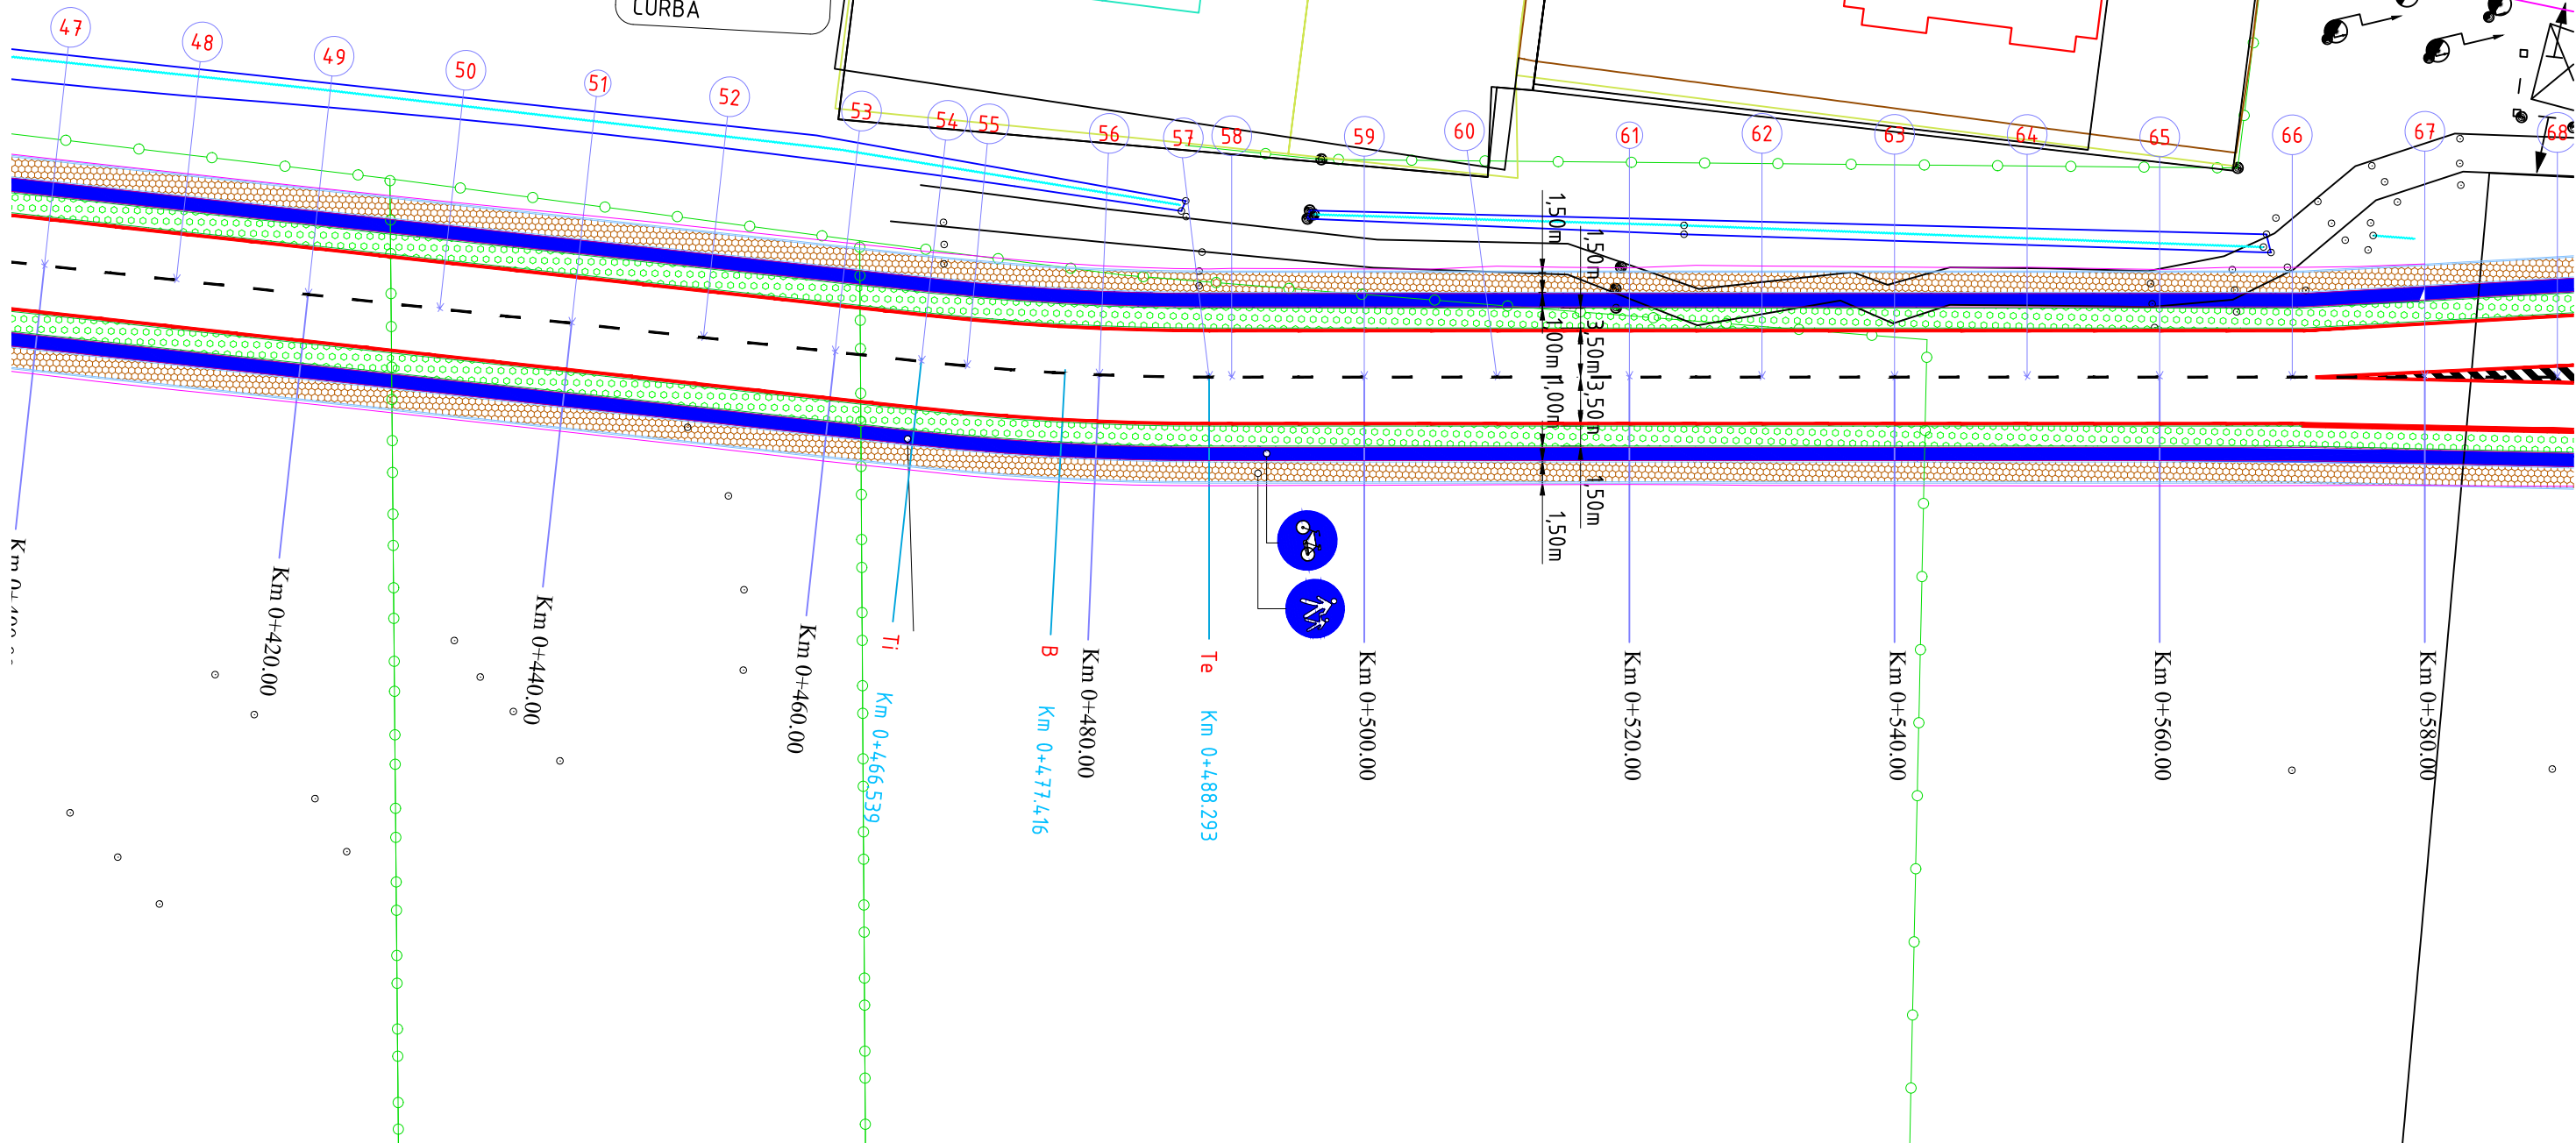 CURBA
47
48
49
50
51
52
53
54
55
56
57
58
59
60
61
62
63
64
65
66
67
68
1,50m
1,50m
3,50m
1,00m
3,50m
1,00m
1,50m
1,50m
Km 0+420.00
Km 0+440.00
Km 0+460.00
Ti
Km 0+466.539
B
Km 0+477.416
Km 0+480.00
Te
Km 0+488.293
Km 0+500.00
Km 0+520.00
Km 0+540.00
Km 0+560.00
Km 0+580.00